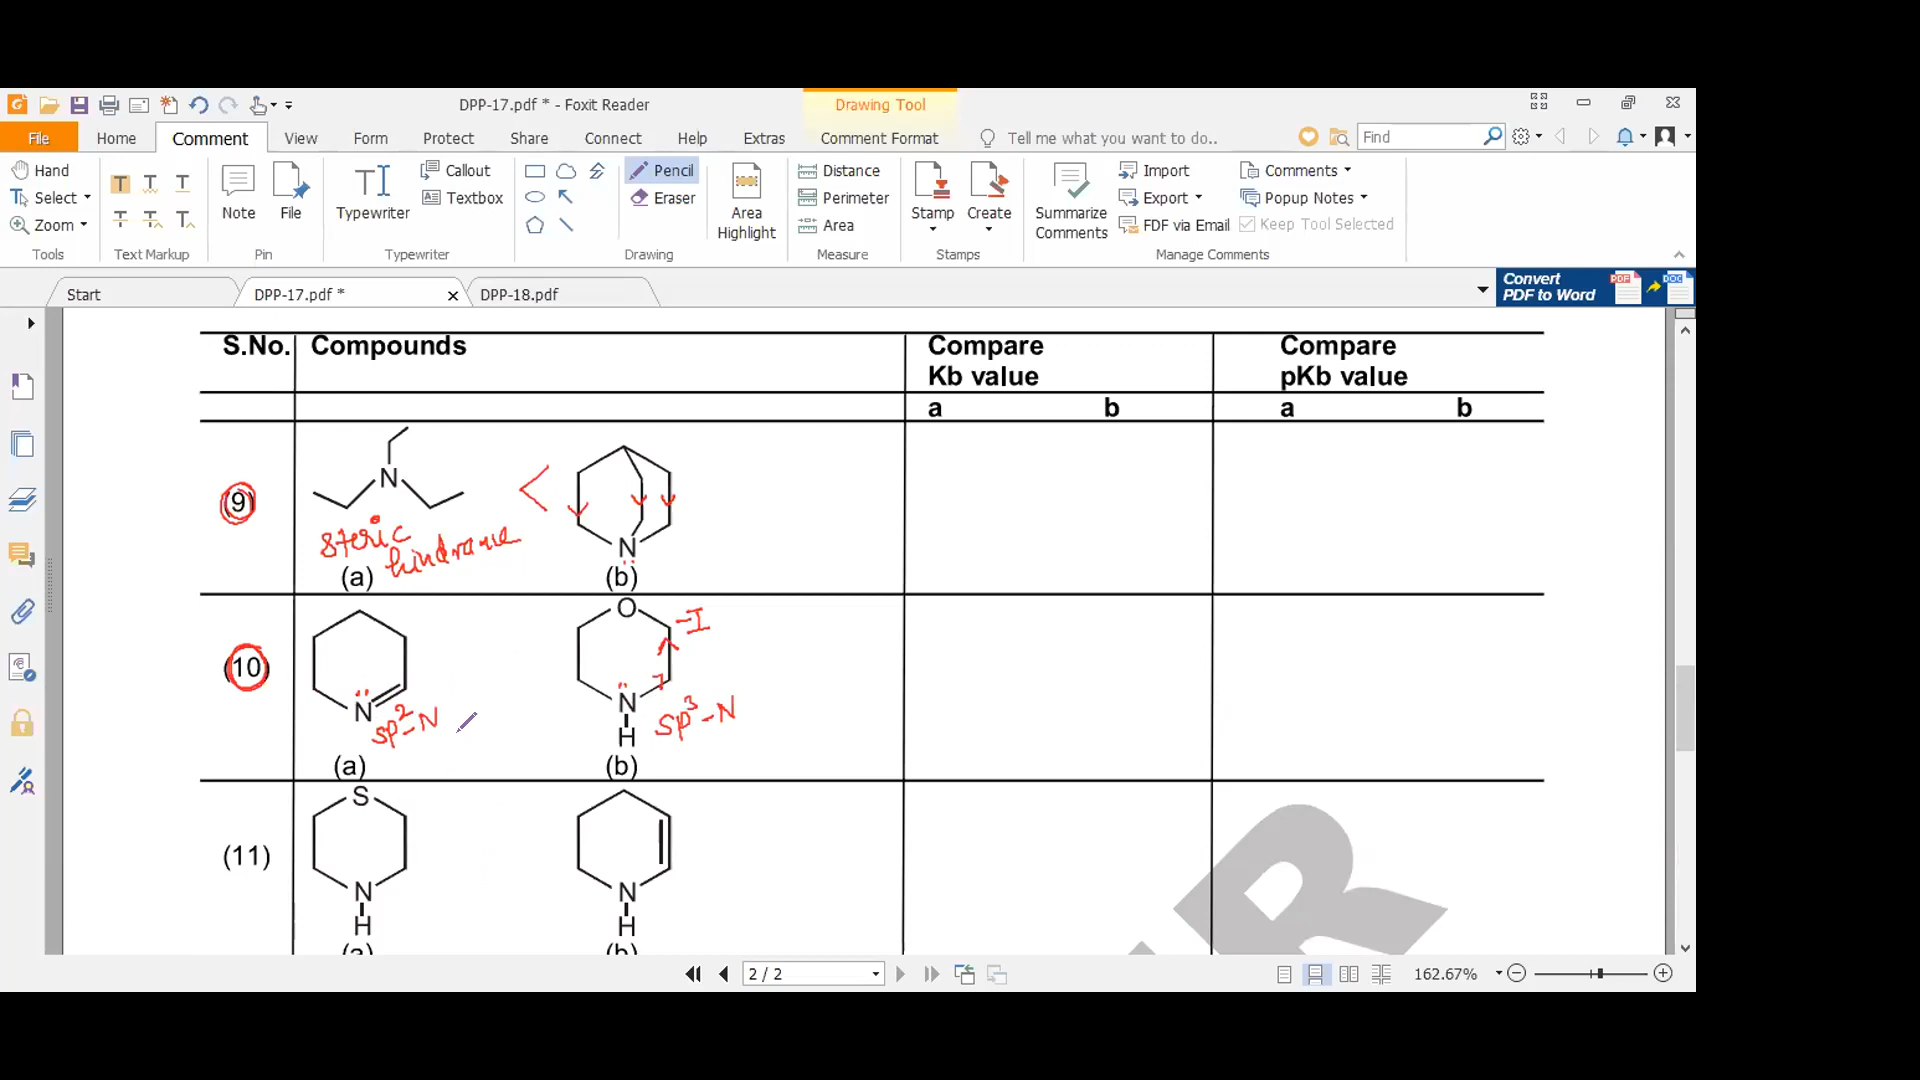 DPP-17.pdf * - Foxit Reader
Drawing Tool
File Home Comment View Form Protect Share Connect Help Extras Comment Format Tell me what you want to do.. Find
Hand
Select
Zoom
Tools
T T T
T T T
Text Markup
Note File
Pin
Typewriter
Callout
Textbox
Typewriter
Pencil
Eraser
Drawing
Area
Highlight
Distance
Perimeter
Area
Measure
Stamp Create
Stamps
Summarize
Comments
Import
Export
FDF via Email
Comments
Popup Notes
Keep Tool Selected
Manage Comments
Start DPP-17.pdf * DPP-18.pdf
Convert
PDF to Word
PDF DOC
S.No. Compounds Compare
Kb value Compare
pKb value
a b a b
(9)
N
steric
hindrance
(a)
<
N
(b)
(10)
N
sp2-N
(a)
O
-I
N
H
sp3-N
(b)
(11)
S
N
H
(a)
N
H
(b)
R
2 / 2
162.67%